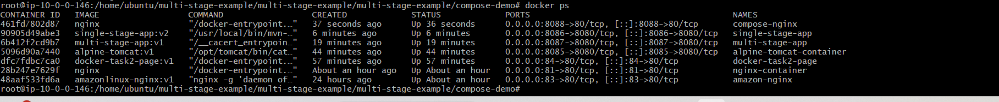 root@ip-10-0-0-146:/home/ubuntu/multi-stage-example/multi-stage-example/multi-stage-example/compose-demo# docker ps
CONTAINER ID   IMAGE                  COMMAND                  CREATED             STATUS             PORTS                                         NAMES
461fd7802d87   nginx                  "/docker-entrypoint.…"   37 seconds ago      Up 36 seconds      0.0.0.0:8088->80/tcp, [::]:8088->80/tcp       compose-nginx
90905d49abe3   single-stage-app:v2    "/usr/local/bin/mvn-…"   6 minutes ago       Up 6 minutes       0.0.0.0:8086->8080/tcp, [::]:8086->8080/tcp   single-stage-app
6b412f2cd9b7   multi-stage-app:v1     "/__cacert_entrypoin…"   19 minutes ago      Up 19 minutes      0.0.0.0:8087->8080/tcp, [::]:8087->8080/tcp   multi-stage-app
5096d90a7440   alpine-tomcat:v1       "/opt/tomcat/bin/cat…"   44 minutes ago      Up 44 minutes      0.0.0.0:8085->8080/tcp, [::]:8085->8080/tcp   alpine-tomcat-container
dfc7fdbc7ca0   docker-task2-page:v1   "/docker-entrypoint.…"   57 minutes ago      Up 57 minutes      0.0.0.0:84->80/tcp, [::]:84->80/tcp           docker-task2-page
28b247e7629f   nginx                  "/docker-entrypoint.…"   About an hour ago   Up About an hour   0.0.0.0:81->80/tcp, [::]:81->80/tcp           nginx-container
48aaf533fd6a   amazonlinux-nginx:v1   "nginx -g 'daemon of…"   24 hours ago        Up About an hour   0.0.0.0:83->80/tcp, [::]:83->80/tcp           amazon-nginx
root@ip-10-0-0-146:/home/ubuntu/multi-stage-example/multi-stage-example/multi-stage-example/compose-demo#